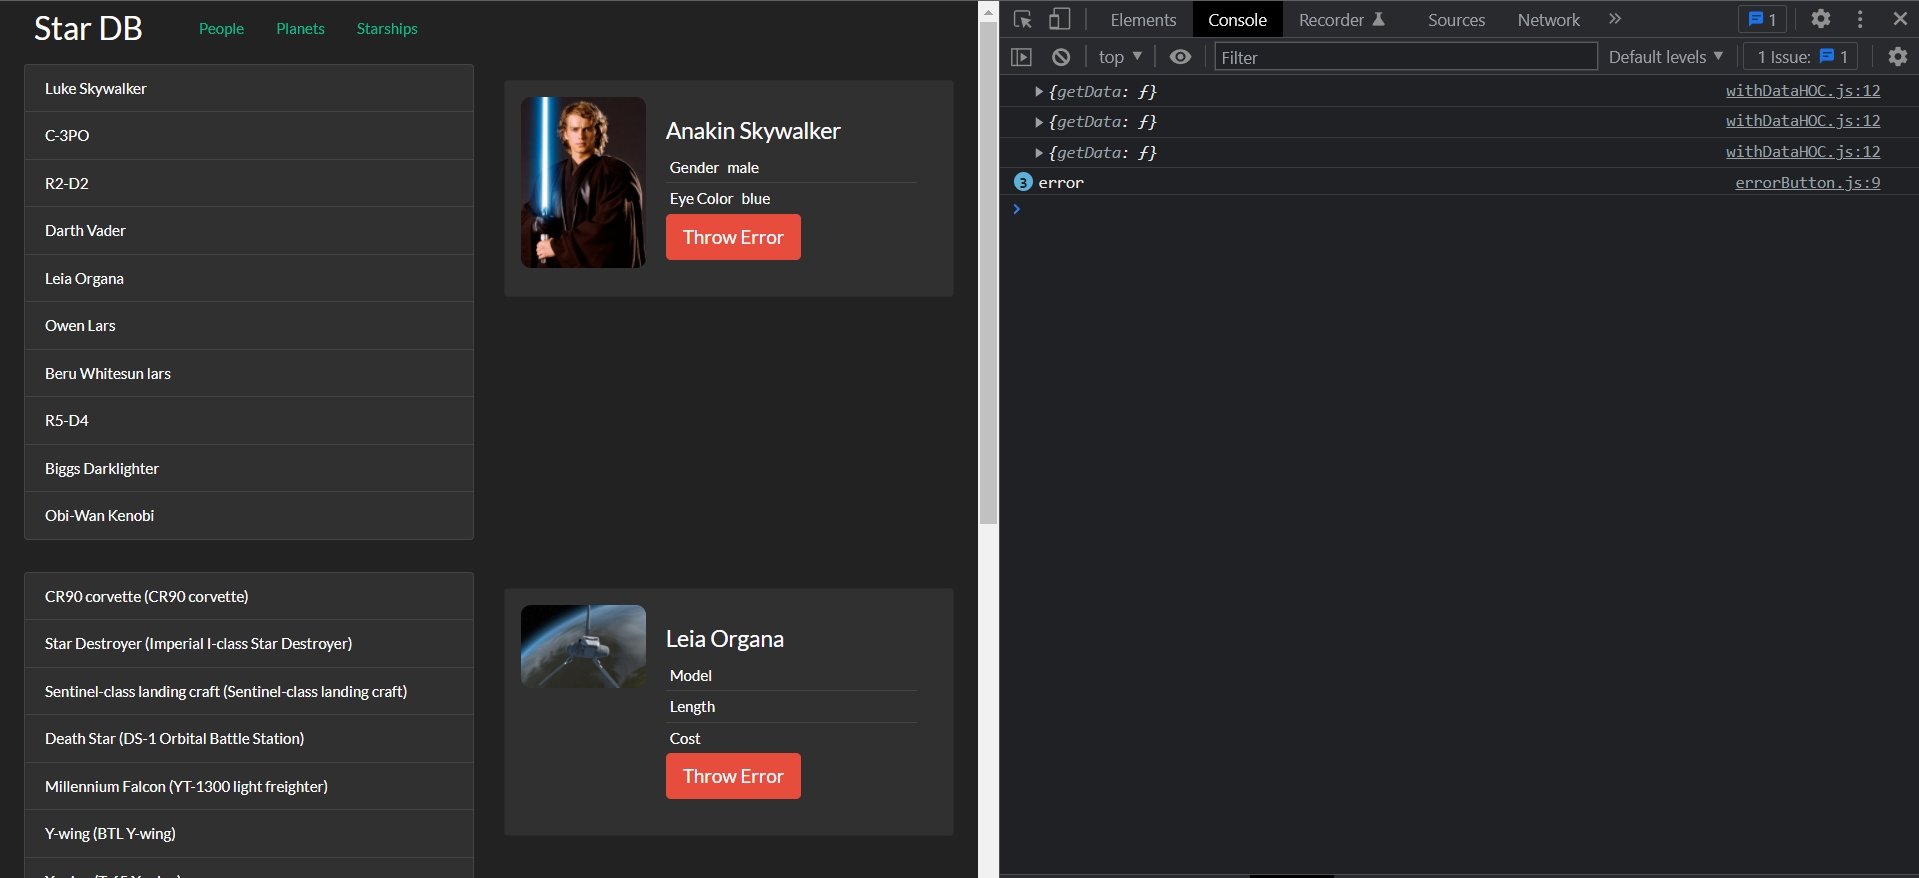 Star DB People Planets Starships
Luke Skywalker
C-3PO
R2-D2
Darth Vader
Leia Organa
Owen Lars
Beru Whitesun lars
R5-D4
Biggs Darklighter
Obi-Wan Kenobi
Anakin Skywalker
Gender male
Eye Color blue
Throw Error
CR90 corvette (CR90 corvette)
Star Destroyer (Imperial I-class Star Destroyer)
Sentinel-class landing craft (Sentinel-class landing craft)
Death Star (DS-1 Orbital Battle Station)
Millennium Falcon (YT-1300 light freighter)
Y-wing (BTL Y-wing)
Leia Organa
Model
Length
Cost
Throw Error
Elements Console Recorder Sources Network » 1
top Filter Default levels 1 Issue: 1
{getData: ƒ} withDataHOC.js:12
{getData: ƒ} withDataHOC.js:12
{getData: ƒ} withDataHOC.js:12
3 error errorButton.js:9